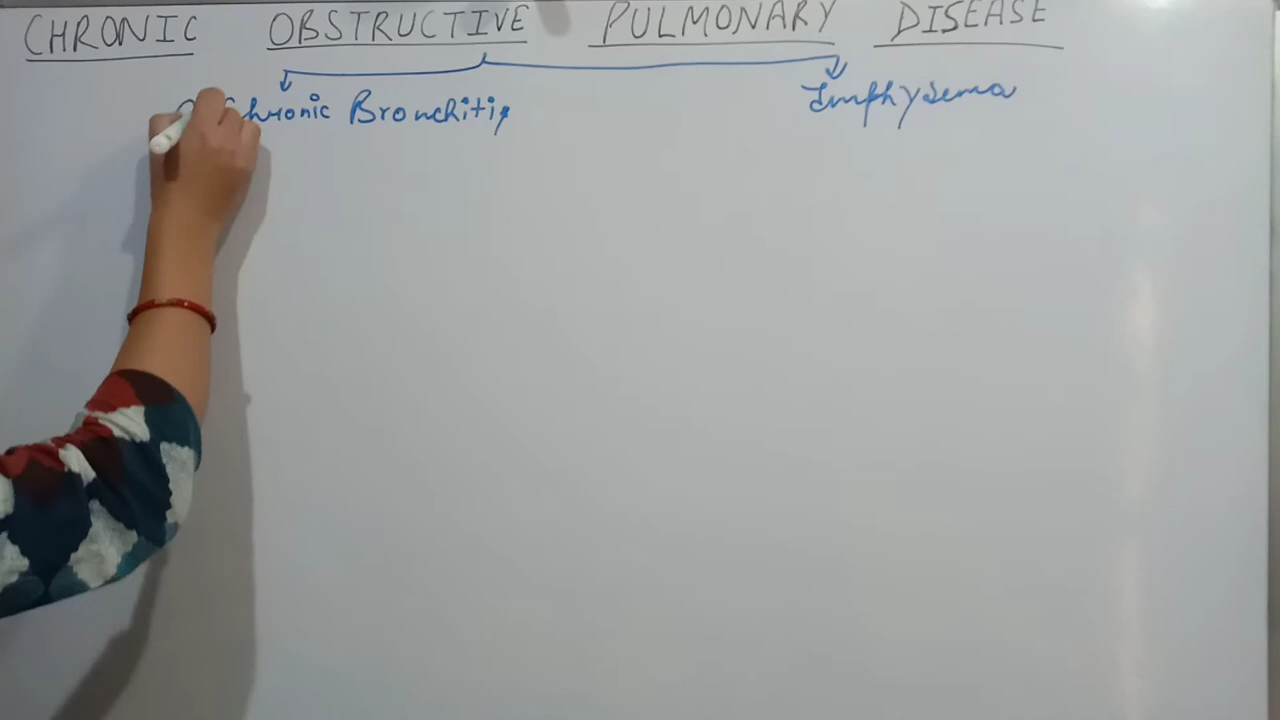 CHRONIC OBSTRUCTIVE PULMONARY DISEASE
Chronic Bronchitis Emphysema